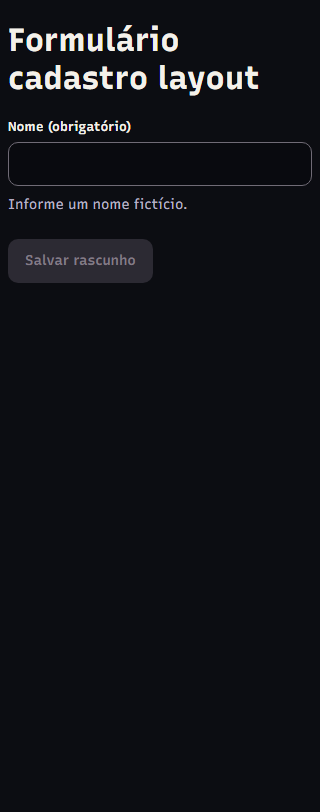 Formulário
cadastro layout
Nome (obrigatório)
Informe um nome fictício.
Salvar rascunho